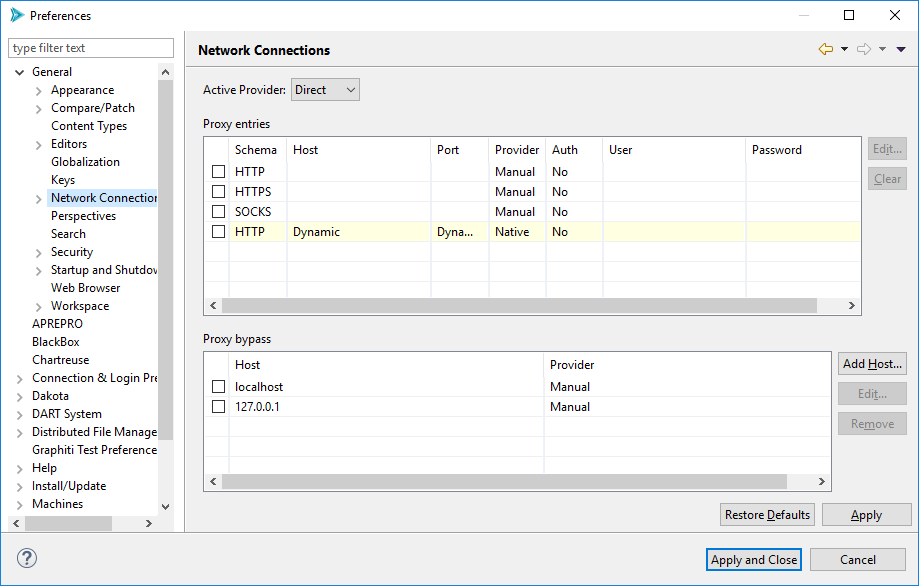 Preferences
type filter text
General
Appearance
Compare/Patch
Content Types
Editors
Globalization
Keys
Network Connection
Perspectives
Search
Security
Startup and Shutdov
Web Browser
Workspace
APREPRO
BlackBox
Chartreuse
Connection & Login Pre
Dakota
DART System
Distributed File Manage
Graphiti Test Preference
Help
Install/Update
Machines
Network Connections
Active Provider: Direct
Proxy entries
Schema Host Port Provider Auth User Password
HTTP Manual No
HTTPS Manual No
SOCKS Manual No
HTTP Dynamic Dyna... Native No
Edit...
Clear
Proxy bypass
Host Provider
localhost Manual
127.0.0.1 Manual
Add Host...
Edit...
Remove
Restore Defaults Apply
? Apply and Close Cancel